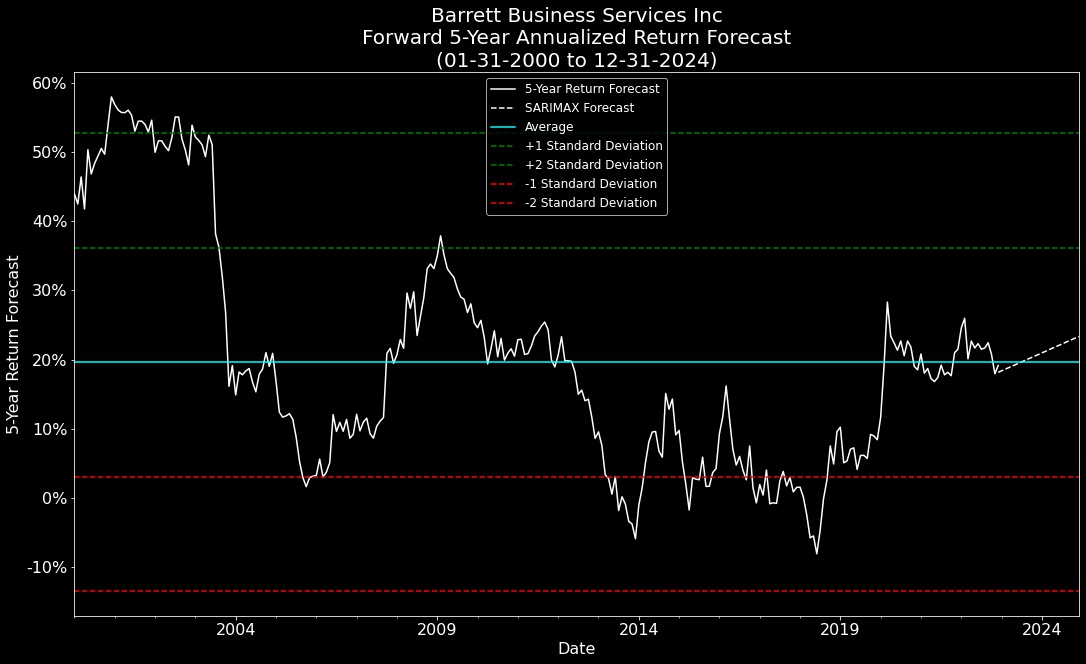 Barrett Business Services Inc
Forward 5-Year Annualized Return Forecast
(01-31-2000 to 12-31-2024)
5-Year Return Forecast
SARIMAX Forecast
Average
+1 Standard Deviation
+2 Standard Deviation
-1 Standard Deviation
-2 Standard Deviation
60%
50%
40%
30%
20%
10%
0%
-10%
5-Year Return Forecast
2004
2009
2014
2019
2024
Date